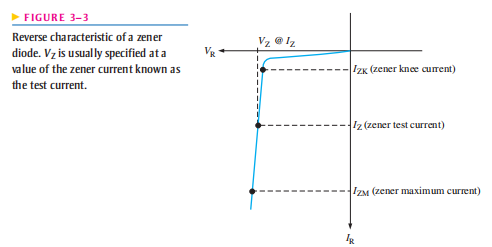 ▶ FIGURE 3–3
Reverse characteristic of a zener
diode. VZ is usually specified at a
value of the zener current known as
the test current.
VZ @ IZ
VR
IZK (zener knee current)
IZ (zener test current)
IZM (zener maximum current)
IR